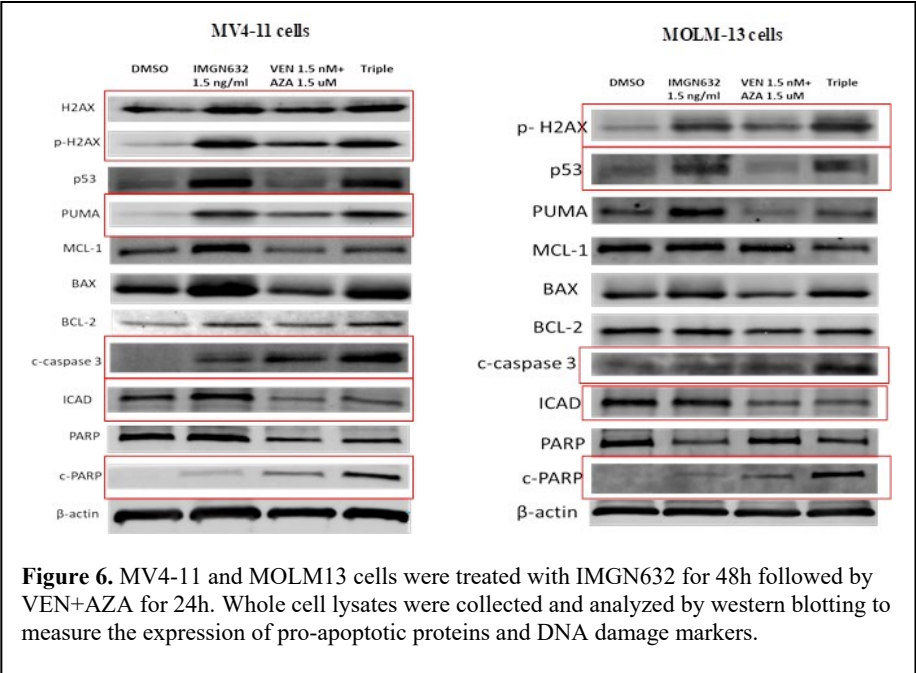 MV4-11 cells
DMSO IMGN632 1.5 ng/ml VEN 1.5 nM+ AZA 1.5 uM Triple
H2AX
p-H2AX
p53
PUMA
MCL-1
BAX
BCL-2
c-caspase 3
ICAD
PARP
c-PARP
β-actin
MOLM-13 cells
DMSO IMGN632 1.5 ng/ml VEN 1.5 nM+ AZA 1.5 uM Triple
p- H2AX
p53
PUMA
MCL-1
BAX
BCL-2
c-caspase 3
ICAD
PARP
c-PARP
β-actin
Figure 6. MV4-11 and MOLM13 cells were treated with IMGN632 for 48h followed by
VEN+AZA for 24h. Whole cell lysates were collected and analyzed by western blotting to
measure the expression of pro-apoptotic proteins and DNA damage markers.